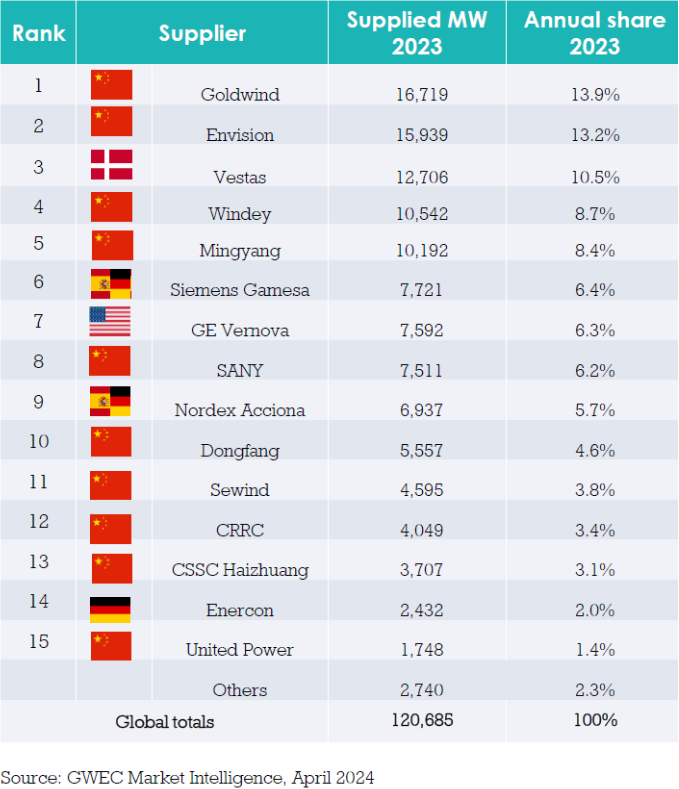 Rank Supplier Supplied MW 2023 Annual share 2023
1 Goldwind 16,719 13.9%
2 Envision 15,939 13.2%
3 Vestas 12,706 10.5%
4 Windey 10,542 8.7%
5 Mingyang 10,192 8.4%
6 Siemens Gamesa 7,721 6.4%
7 GE Vernova 7,592 6.3%
8 SANY 7,511 6.2%
9 Nordex Acciona 6,937 5.7%
10 Dongfang 5,557 4.6%
11 Sewind 4,595 3.8%
12 CRRC 4,049 3.4%
13 CSSC Haizhuang 3,707 3.1%
14 Enercon 2,432 2.0%
15 United Power 1,748 1.4%
Others 2,740 2.3%
Global totals 120,685 100%
Source: GWEC Market Intelligence, April 2024